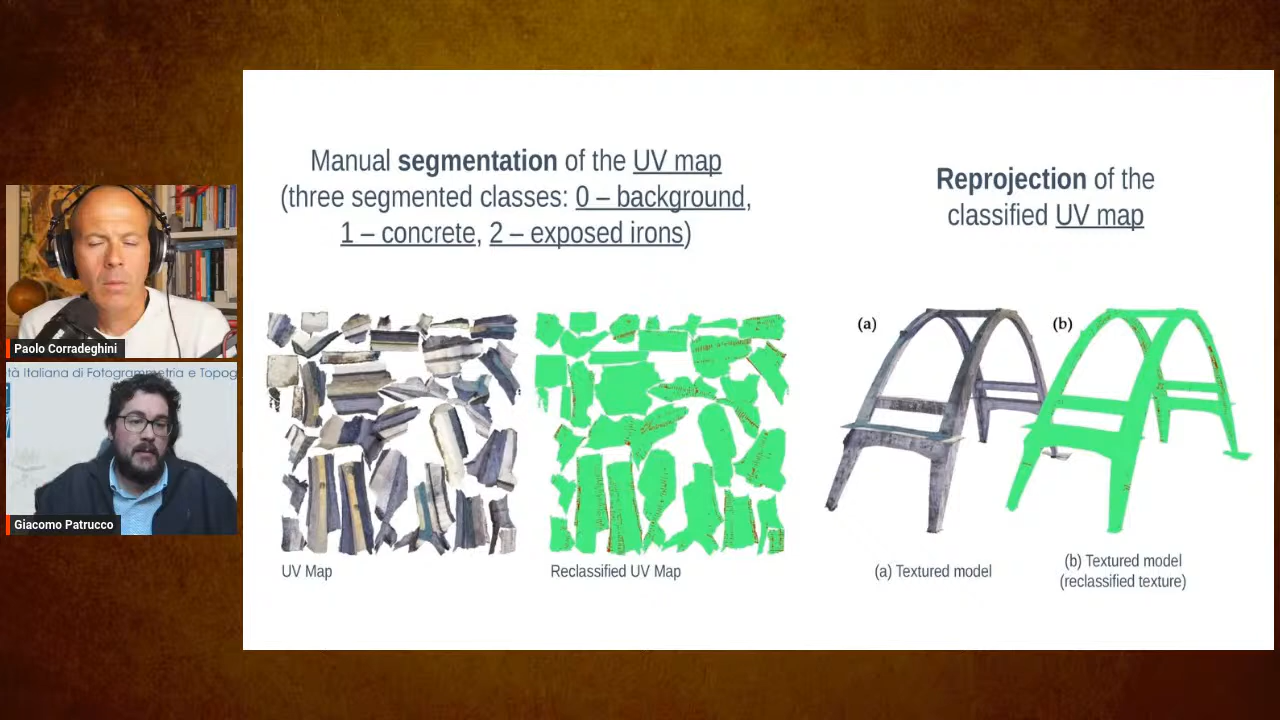 Manual segmentation of the UV map
(three segmented classes: 0 – background,
1 – concrete, 2 – exposed irons)
Reprojection of the
classified UV map
Paolo Corradeghini
tà Italiana di Fotogrammetria e Topog
Giacomo Patrucco
(a)
(b)
UV Map
Reclassified UV Map
(a) Textured model
(b) Textured model
(reclassified texture)